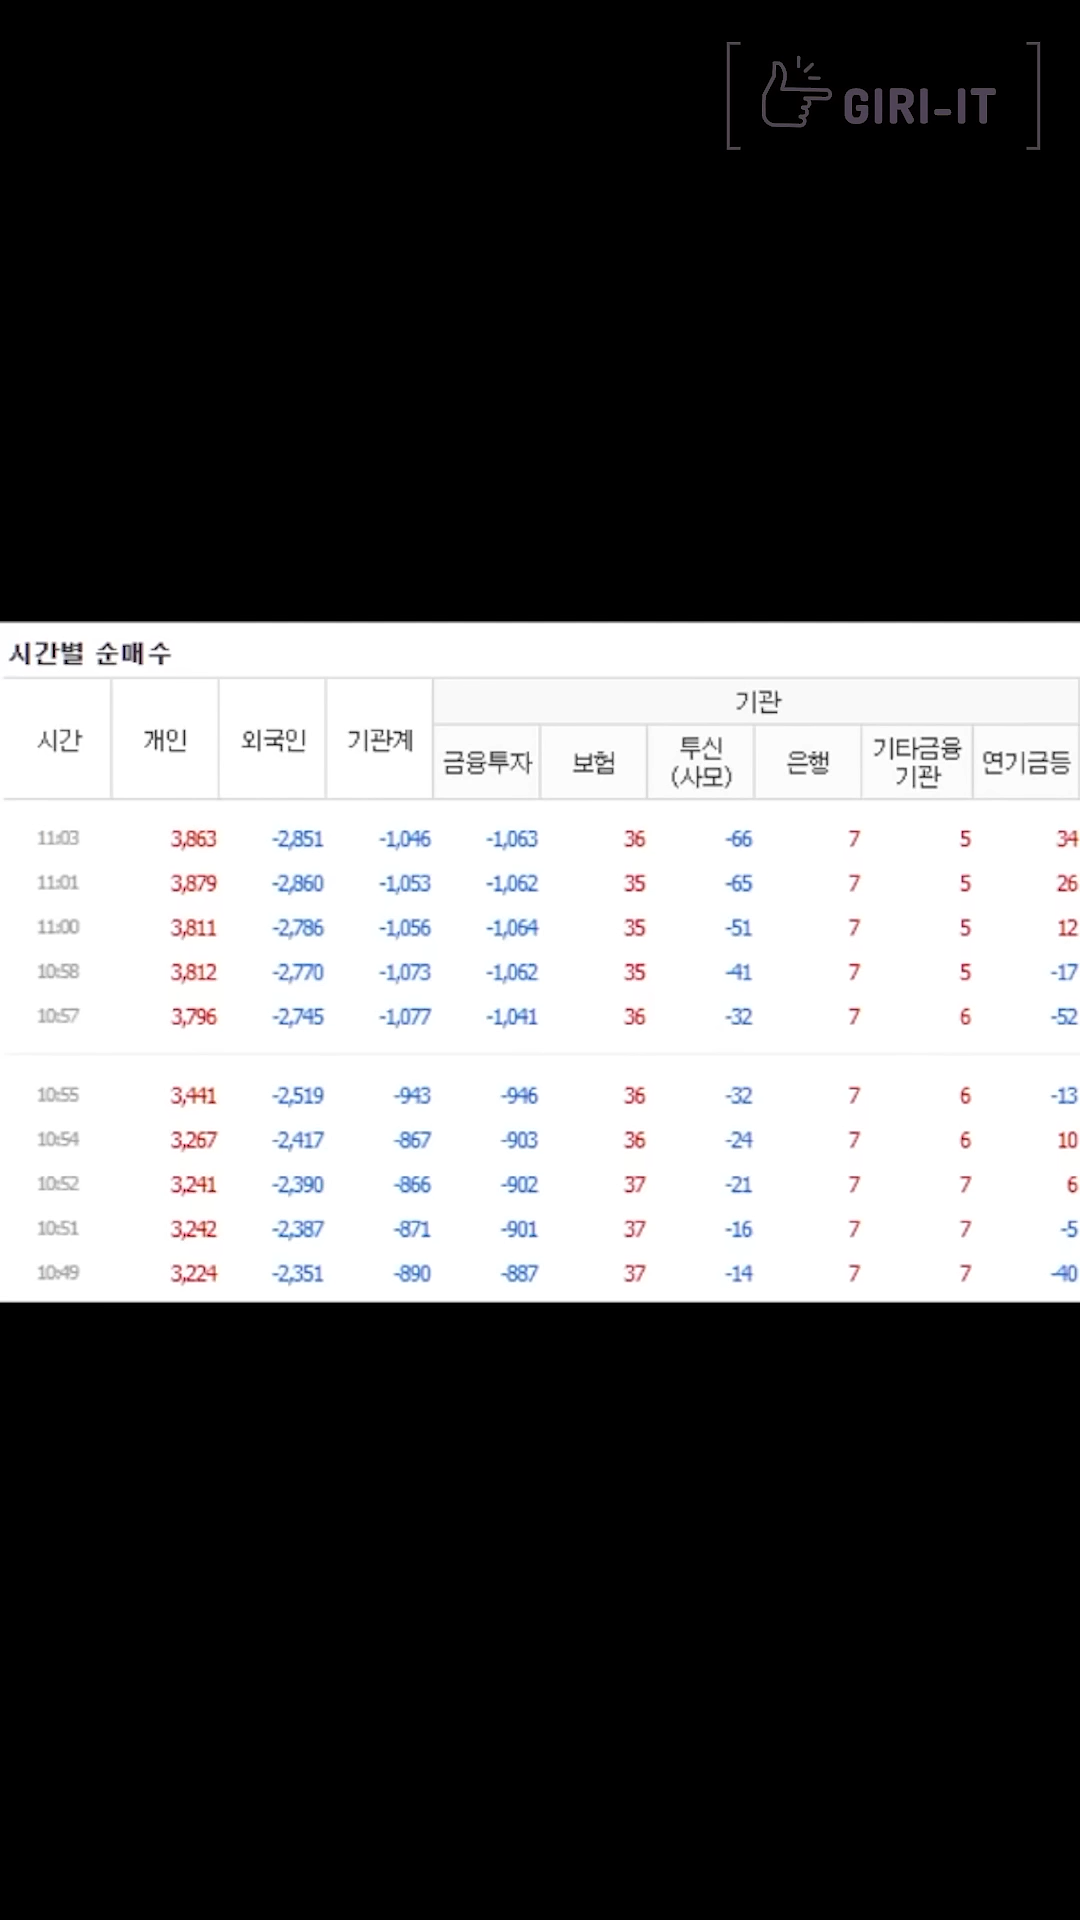 GIRI-IT
시간별 순매수
시간 개인 외국인 기관계 기관
금융투자 보험 투신(사모) 은행 기타금융기관 연기금등
11:03 3,863 -2,851 -1,046 -1,063 36 -66 7 5 34
11:01 3,879 -2,860 -1,053 -1,062 35 -65 7 5 26
11:00 3,811 -2,786 -1,056 -1,064 35 -51 7 5 12
10:58 3,812 -2,770 -1,073 -1,062 35 -41 7 5 -17
10:57 3,796 -2,745 -1,077 -1,041 36 -32 7 6 -52
10:55 3,441 -2,519 -943 -946 36 -32 7 6 -13
10:54 3,267 -2,417 -867 -903 36 -24 7 6 10
10:52 3,241 -2,390 -866 -902 37 -21 7 7 6
10:51 3,242 -2,387 -871 -901 37 -16 7 7 -5
10:49 3,224 -2,351 -890 -887 37 -14 7 7 -40